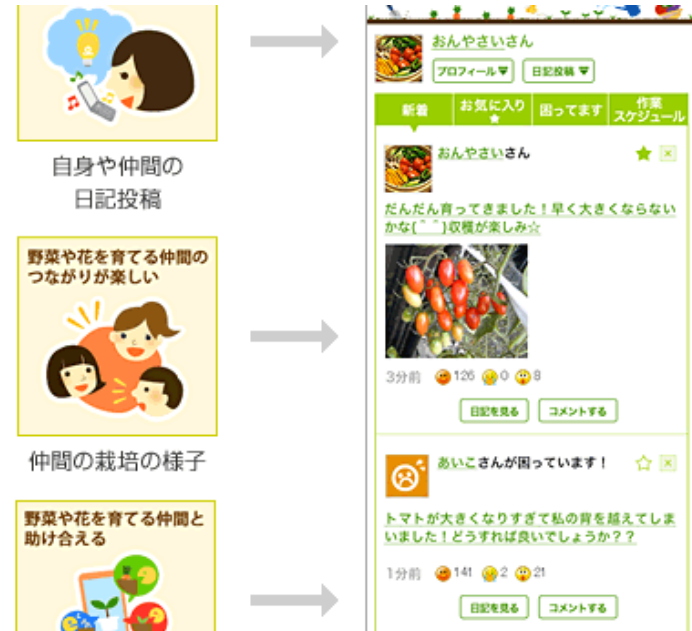 自身や仲間の
日記投稿
野菜や花を育てる仲間の
つながりが楽しい
仲間の栽培の様子
野菜や花を育てる仲間と
助け合える
おんやさいさん
プロフィール▼ 日記投稿 ▼
新着 お気に入り★ 困ってます 作業スケジュール
おんやさいさん
だんだん育ってきました！早く大きくならない
かな(＾＾)収穫が楽しみ☆
3分前 126 0 8
日記を見る コメントする
あいこさんが困っています！
トマトが大きくなりすぎて私の背を越えてしま
いました！どうすれば良いでしょうか？？
1分前 141 2 21
日記を見る コメントする